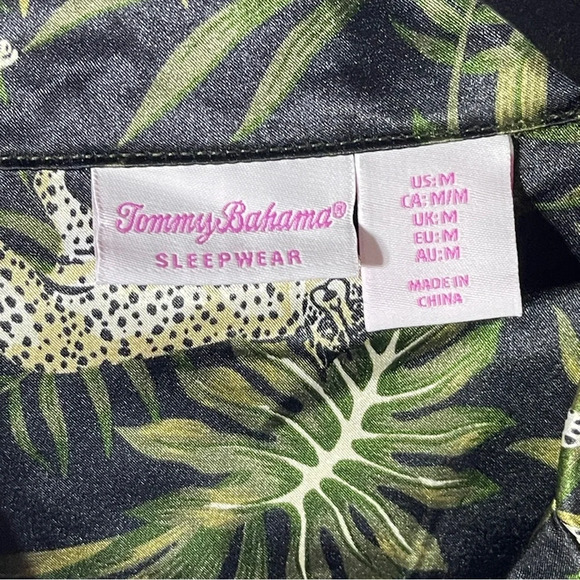 Tommy Bahama®
SLEEPWEAR
US: M
CA: M/M
UK: M
EU: M
AU: M
MADE IN
CHINA